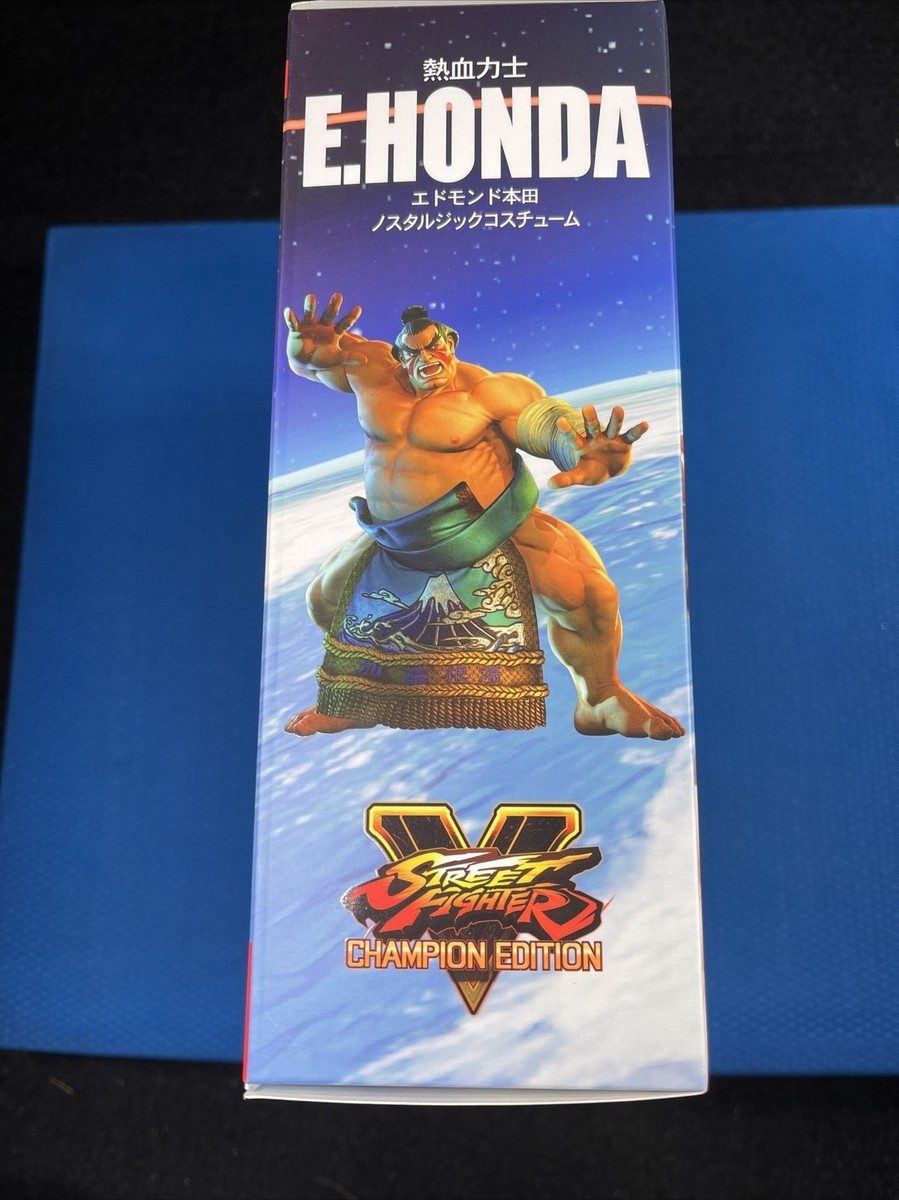 熱血力士
E.HONDA
エドモンド本田
ノスタルジックコスチューム
V
STREET
FIGHTER
CHAMPION EDITION